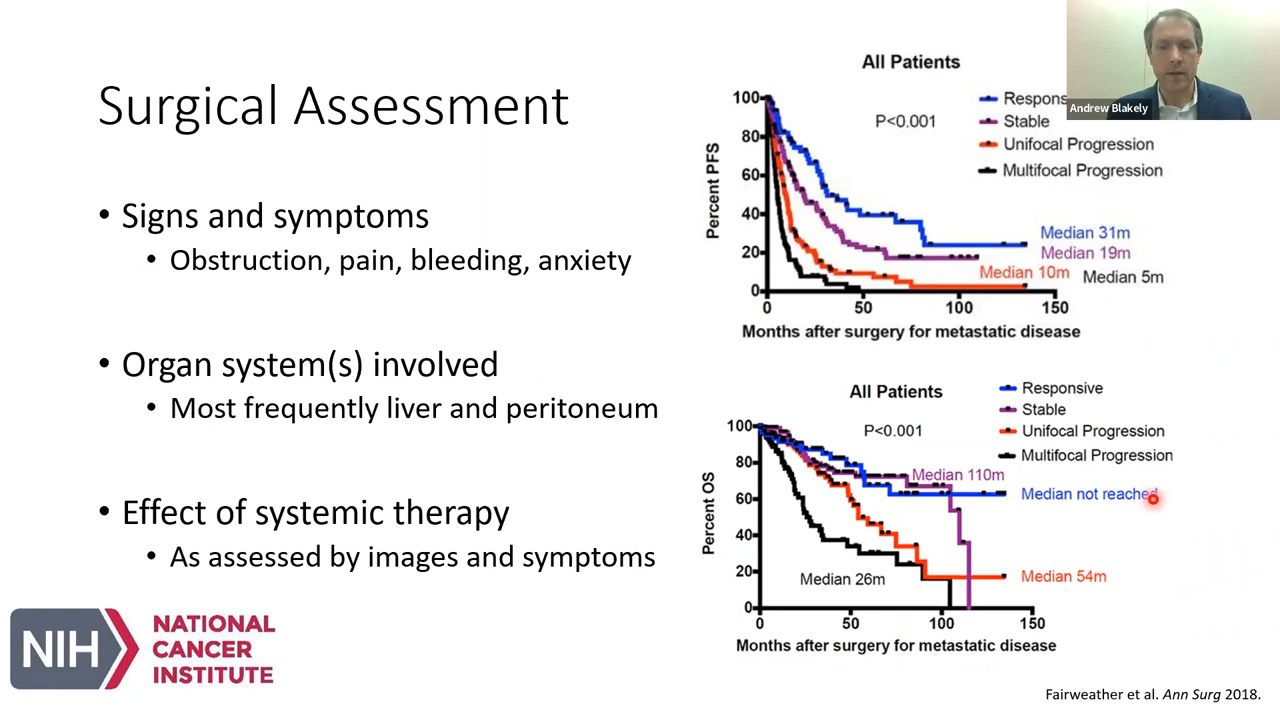 Surgical Assessment
• Signs and symptoms
• Obstruction, pain, bleeding, anxiety
• Organ system(s) involved
• Most frequently liver and peritoneum
• Effect of systemic therapy
• As assessed by images and symptoms
NIH
NATIONAL
CANCER
INSTITUTE
All Patients
P<0.001
Respons
Stable
Unifocal Progression
Multifocal Progression
Percent PFS
100
80
60
40
20
0
Median 31m
Median 19m
Median 10m
Median 5m
0 50 100 150
Months after surgery for metastatic disease
All Patients
P<0.001
Responsive
Stable
Unifocal Progression
Multifocal Progression
Percent OS
100
80
60
40
20
0
Median 110m
Median not reached
Median 26m
Median 54m
0 50 100 150
Months after surgery for metastatic disease
Fairweather et al. Ann Surg 2018.
Andrew Blakely